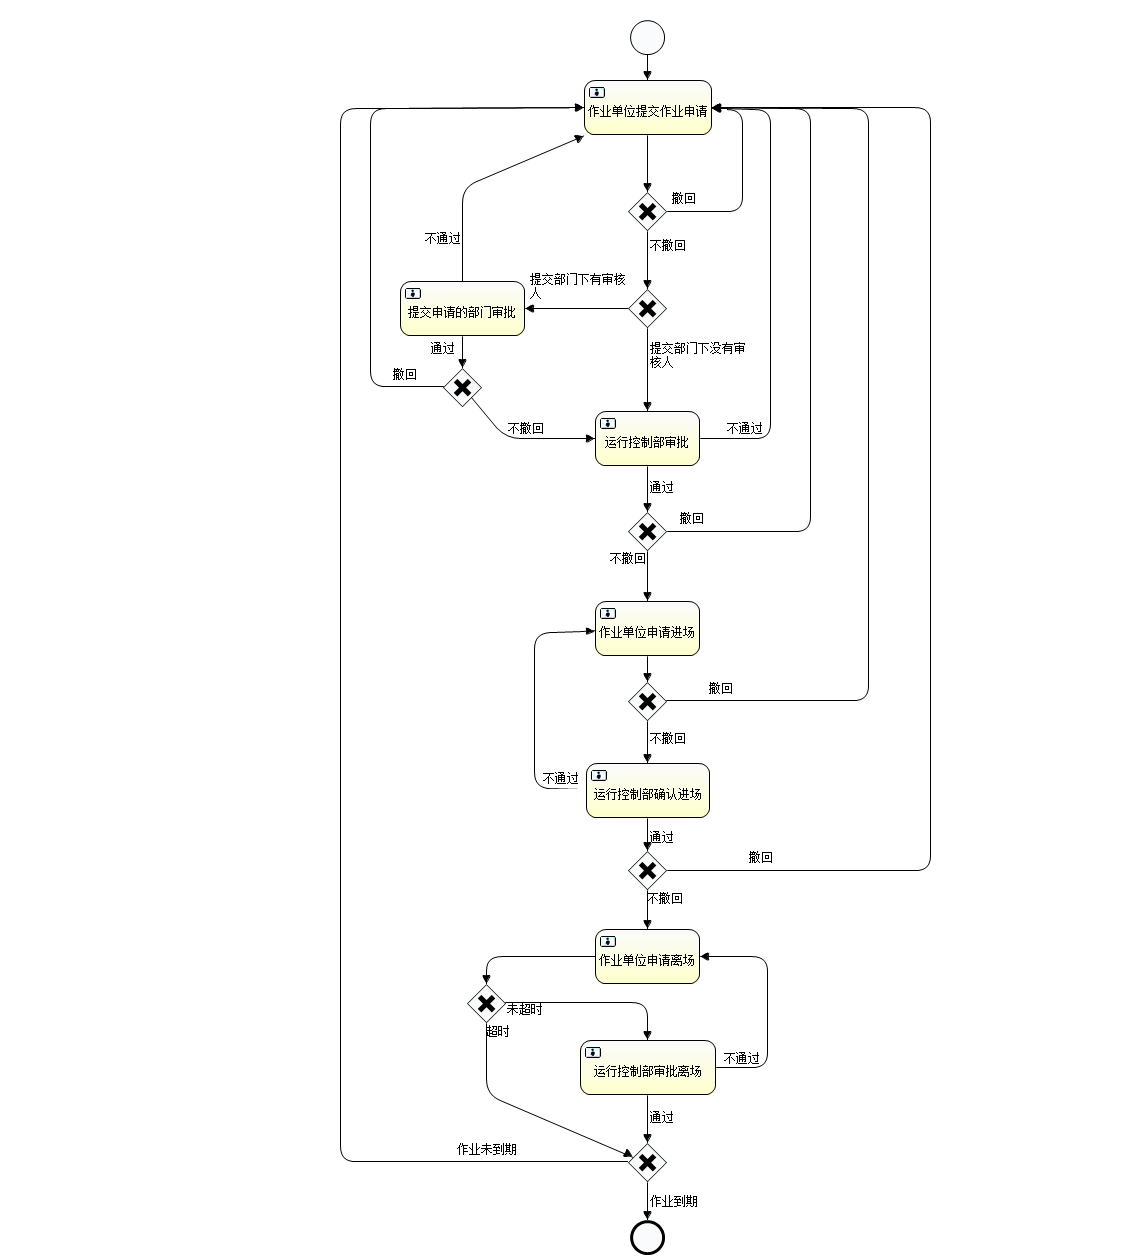 作业单位提交作业申请
撤回
不通过
不撤回
提交部门下有审核
人
提交申请的部门审批
通过
提交部门下没有审
核人
撤回
不撤回
不通过
运行控制部审批
通过
撤回
不撤回
作业单位申请进场
撤回
不撤回
不通过
运行控制部确认进场
通过
撤回
不撤回
作业单位申请离场
未超时
超时
不通过
运行控制部审批离场
通过
作业未到期
作业到期